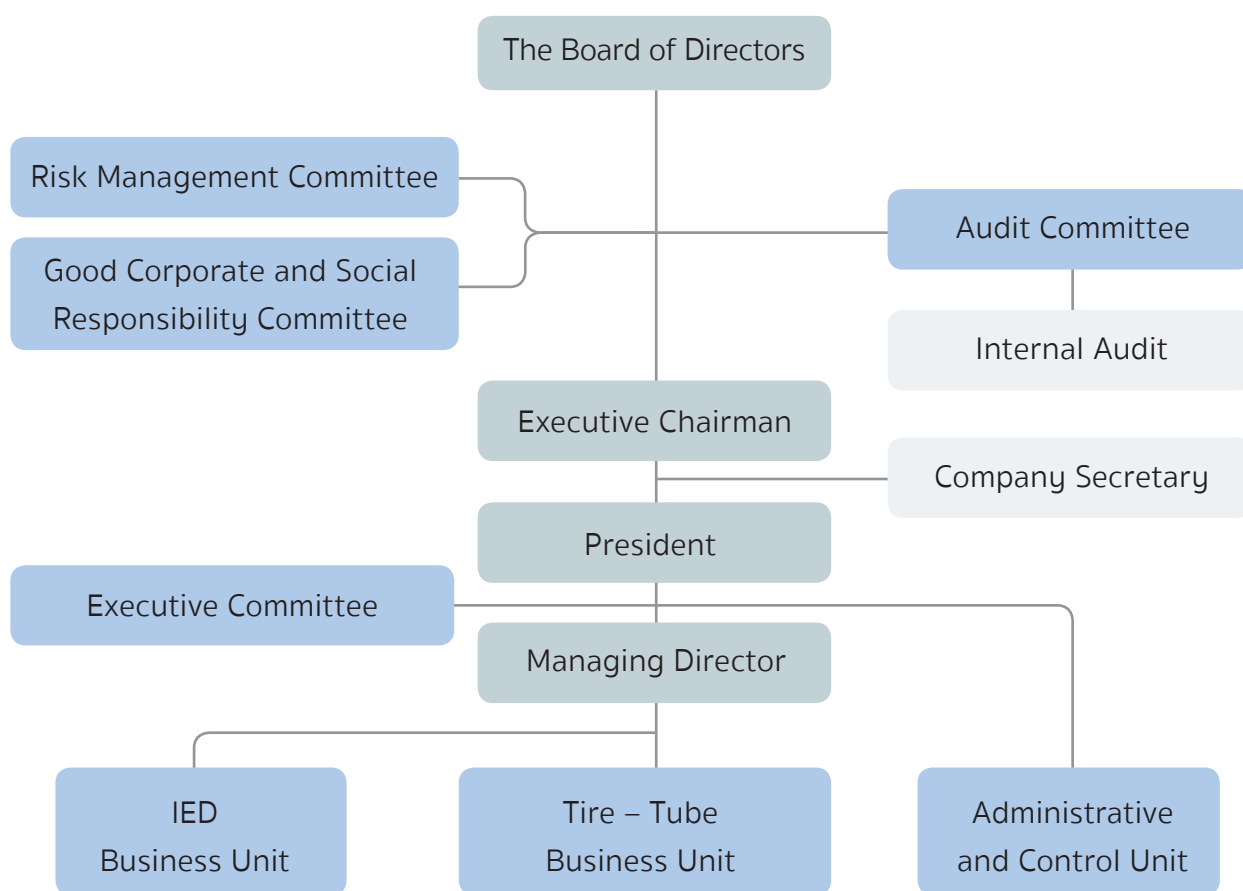 The Board of Directors
Risk Management Committee
Audit Committee
Good Corporate and Social
Responsibility Committee
Internal Audit
Executive Chairman
Company Secretary
President
Executive Committee
Managing Director
IED
Business Unit
Tire – Tube
Business Unit
Administrative
and Control Unit